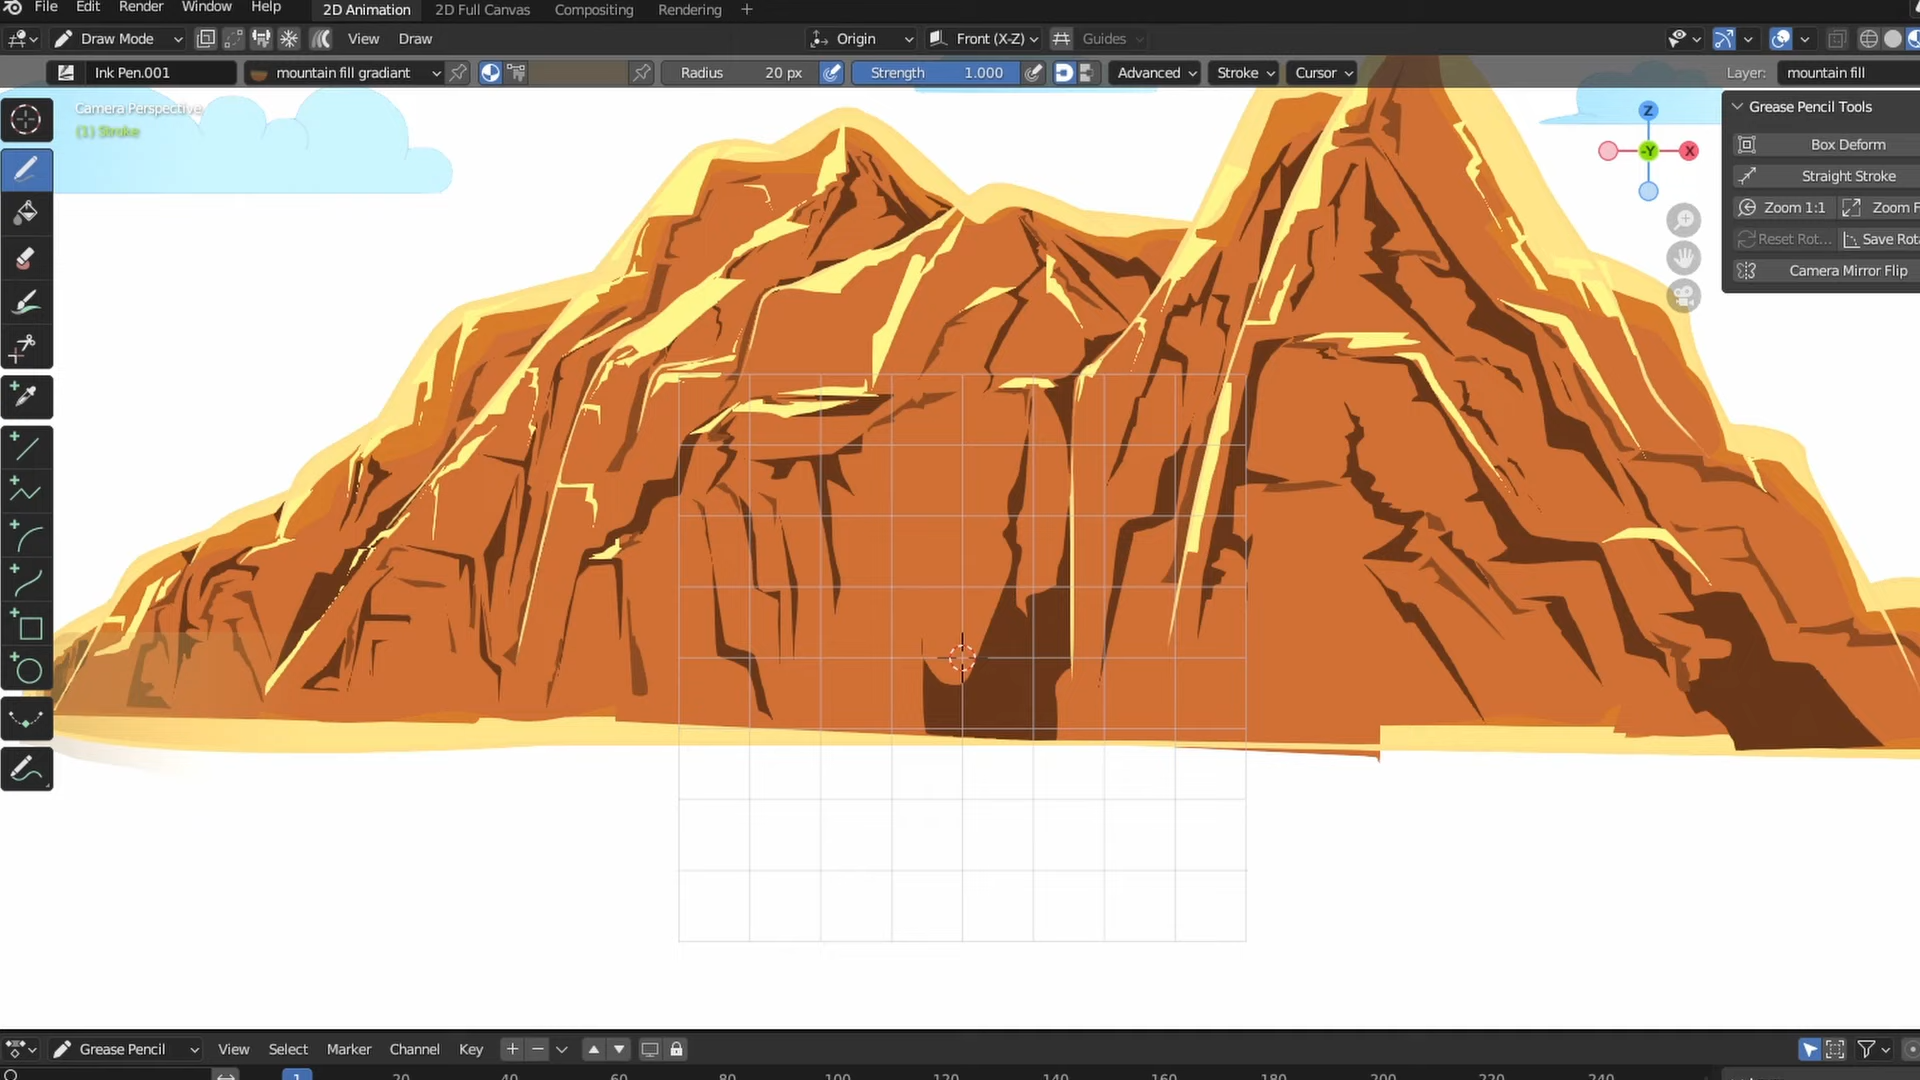 File Edit Render Window Help 2D Animation 2D Full Canvas Compositing Rendering +
Draw Mode View Draw Origin Front (X-Z) Guides
Ink Pen.001 mountain fill gradiant Radius 20 px Strength 1.000 Advanced Stroke Cursor Layer: mountain fill
Camera Perspective
(1) Stroke
Z
-Y X
Grease Pencil Tools
Box Deform
Straight Stroke
Zoom 1:1 Zoom F
Reset Rot... Save Rota
Camera Mirror Flip
Grease Pencil View Select Marker Channel Key
1 20 40 60 80 100 120 140 160 180 200 220 240